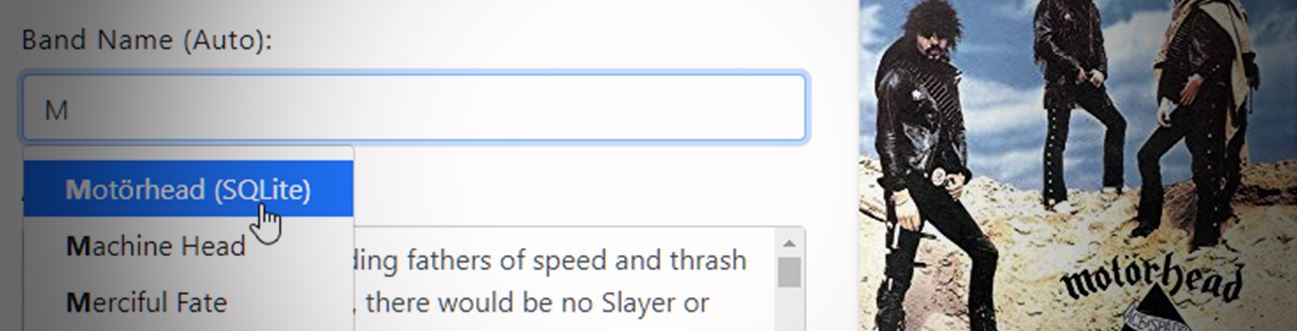 Band Name (Auto):
M
Motörhead (SQLite)
Machine Head
Merciful Fate
ding fathers of speed and thrash
, there would be no Slayer or
motörhead